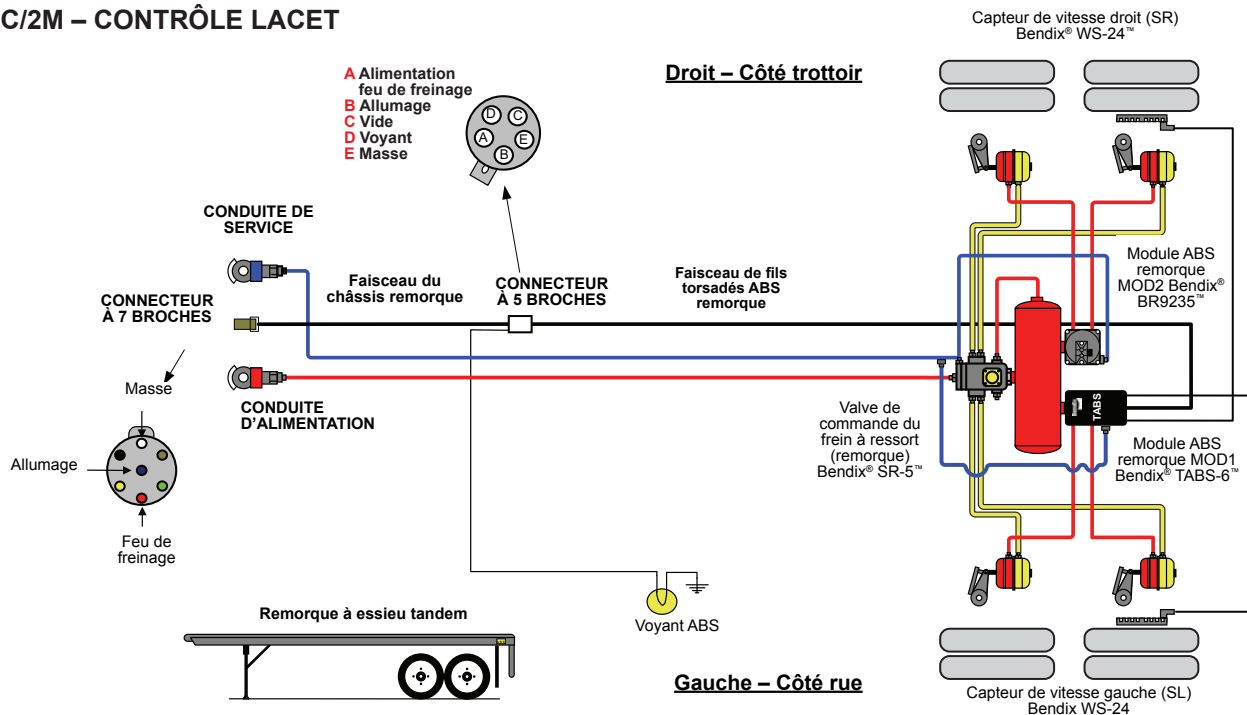 C/2M – CONTRÔLE LACET
Capteur de vitesse droit (SR)
Bendix® WS-24™
Droit – Côté trottoir
A Alimentation
feu de freinage
B Allumage
C Vide
D Voyant
E Masse
D
C
A
E
B
CONDUITE DE
SERVICE
Faisceau du
châssis remorque
CONNECTEUR
À 5 BROCHES
Faisceau de fils
torsadés ABS
remorque
Module ABS
remorque
MOD2 Bendix®
BR9235™
CONNECTEUR
À 7 BROCHES
Masse
CONDUITE
D'ALIMENTATION
Valve de
commande du
frein à ressort
(remorque)
Bendix® SR-5™
TABS
Module ABS
remorque MOD1
Bendix® TABS-6™
Allumage
Feu de
freinage
Remorque à essieu tandem
Voyant ABS
Gauche – Côté rue
Capteur de vitesse gauche (SL)
Bendix WS-24